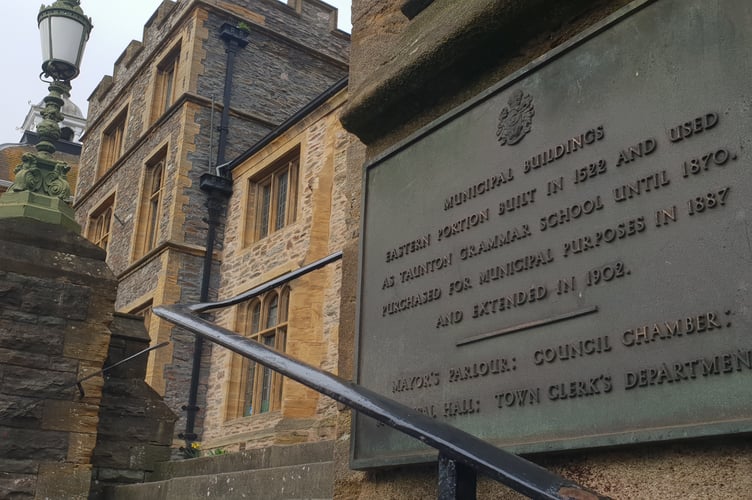 MUNICIPAL BUILDINGS
EASTERN PORTION BUILT IN 1522 AND USED
AS TAUNTON GRAMMAR SCHOOL UNTIL 1870.
PURCHASED FOR MUNICIPAL PURPOSES IN 1887
AND EXTENDED IN 1902.
MAYOR'S PARLOUR: COUNCIL CHAMBER:
HALL: TOWN CLERK'S DEPARTMENT